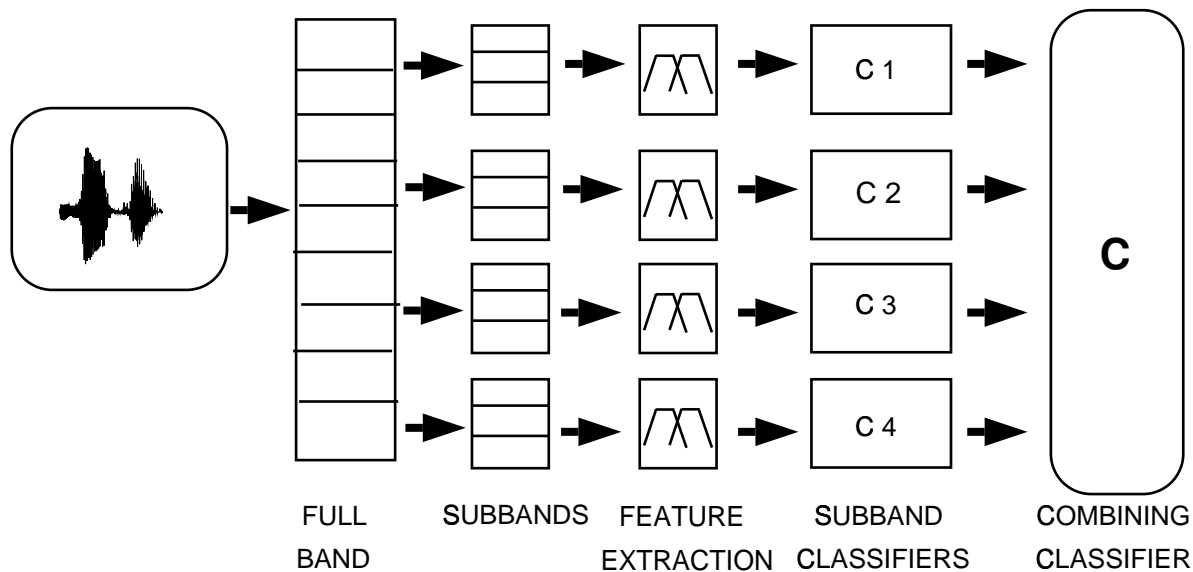 C 1
C 2
C 3
C 4
C
FULL
BAND
SUBBANDS
FEATURE
EXTRACTION
SUBBAND
CLASSIFIERS
COMBINING
CLASSIFIER